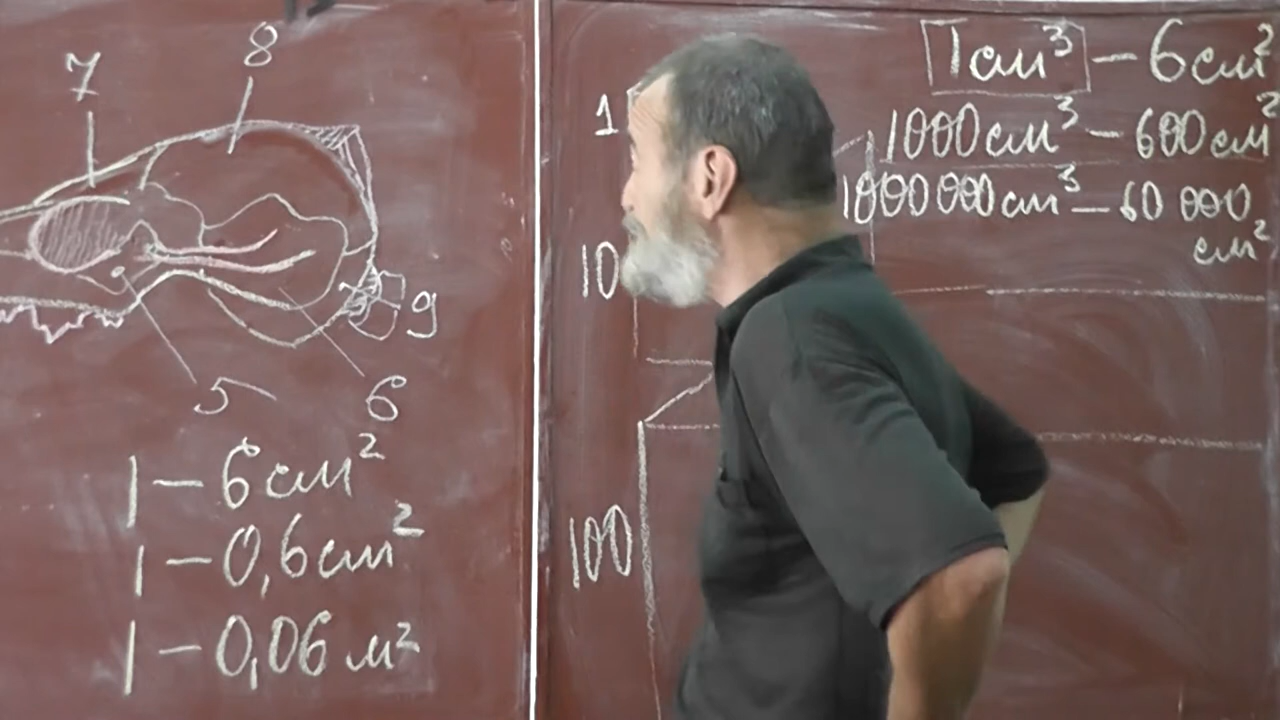 7
8
9
5
6
1 – 6 см²
1 – 0,6 см²
1 – 0,06 м²
1
10
100
1 см³ – 6 см²
1000 см³ – 600 см²
1000 000 см³ – 60 000
см²